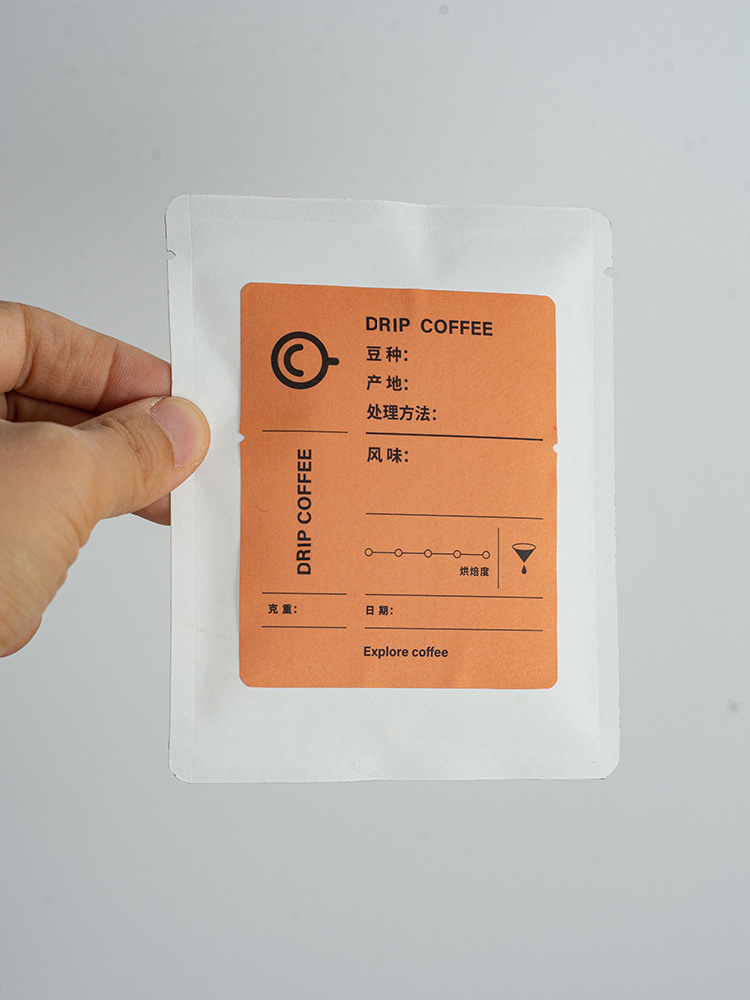 DRIP COFFEE
豆种：
产地：
处理方法：
风味：
DRIP COFFEE
烘焙度
克重：
日期：
Explore coffee